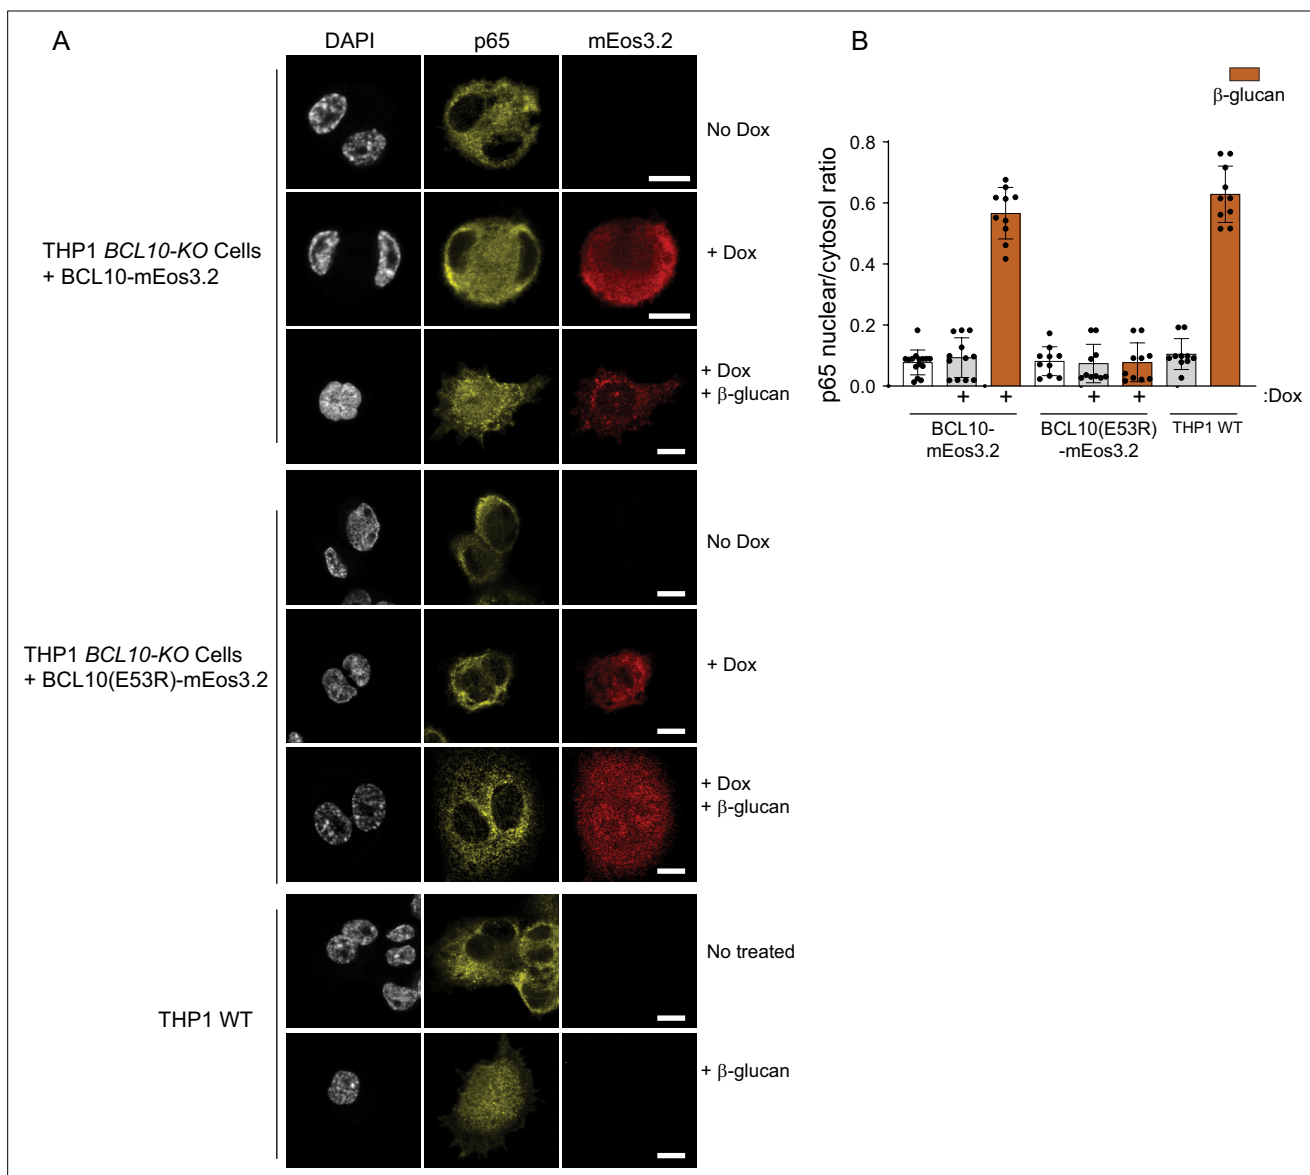 A
DAPI
p65
mEos3.2
THP1 BCL10-KO Cells
+ BCL10-mEos3.2
No Dox
+ Dox
+ Dox
+ β-glucan
THP1 BCL10-KO Cells
+ BCL10(E53R)-mEos3.2
No Dox
+ Dox
+ Dox
+ β-glucan
THP1 WT
No treated
+ β-glucan
B
β-glucan
p65 nuclear/cytosol ratio
0.8
0.6
0.4
0.2
0.0
+ + + + :Dox
BCL10-
mEos3.2
BCL10(E53R)
-mEos3.2
THP1 WT